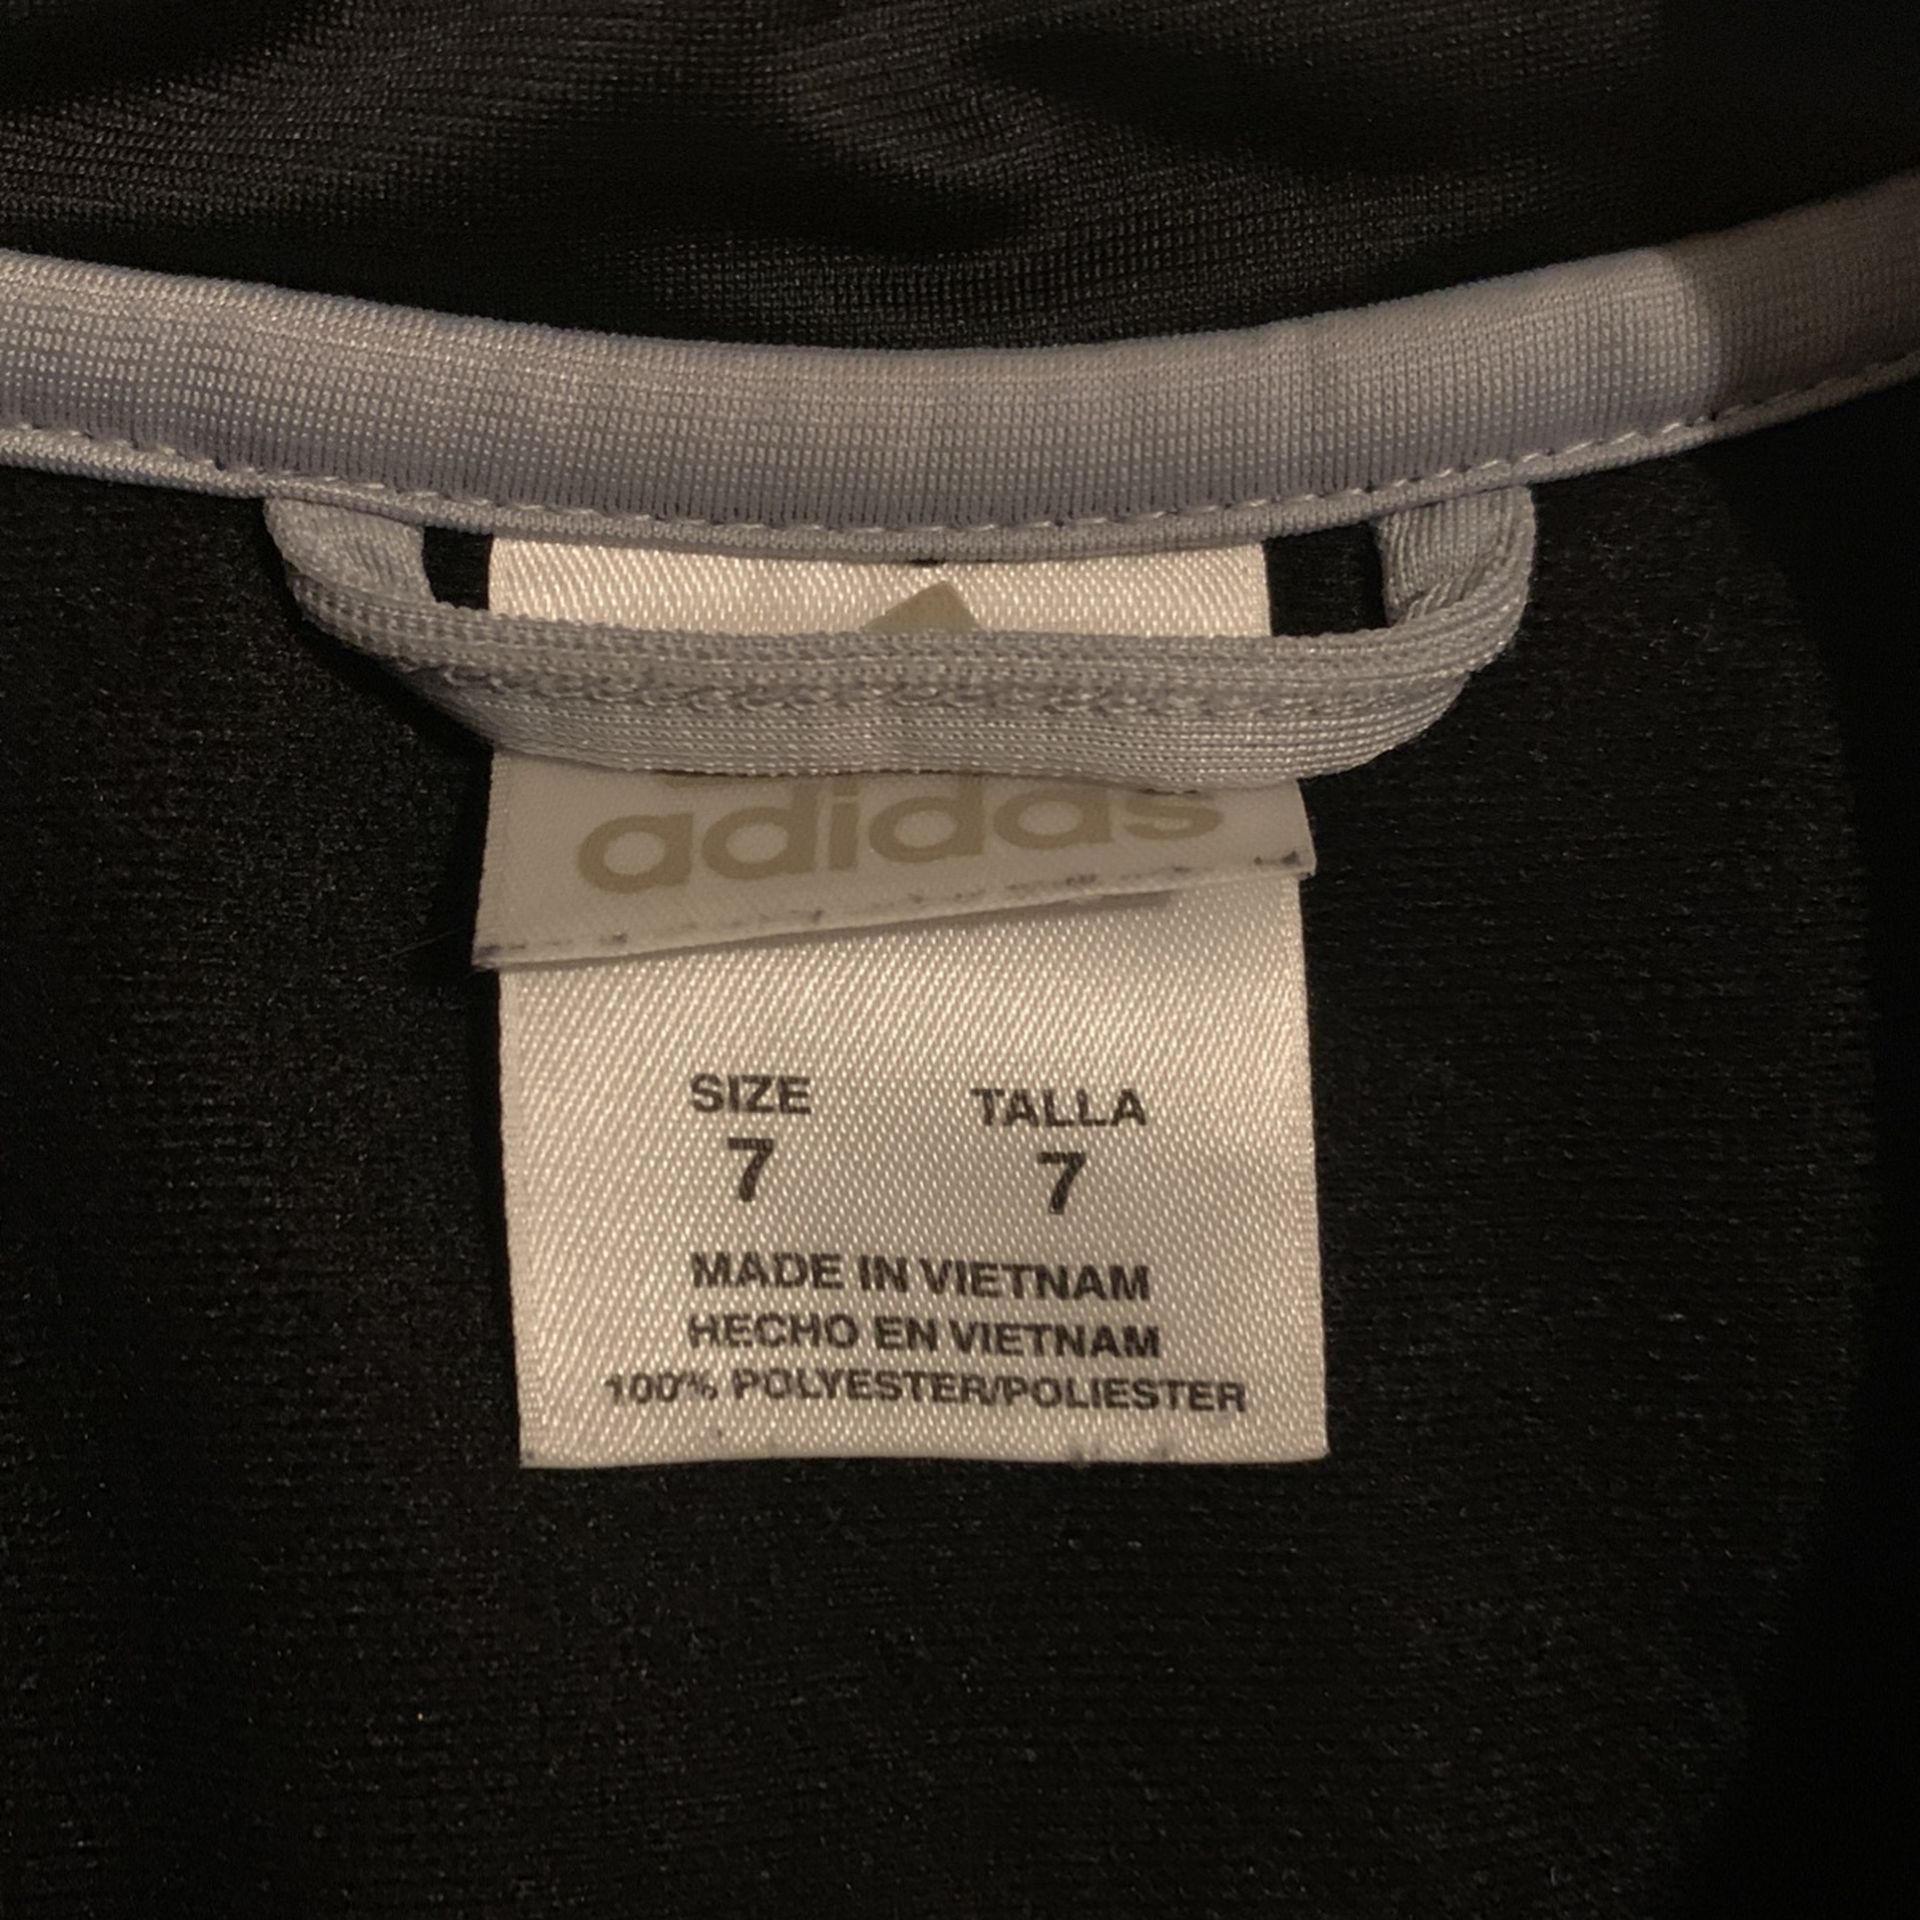 adidas
SIZE TALLA
7 7
MADE IN VIETNAM
HECHO EN VIETNAM
100% POLYESTER/POLIESTER